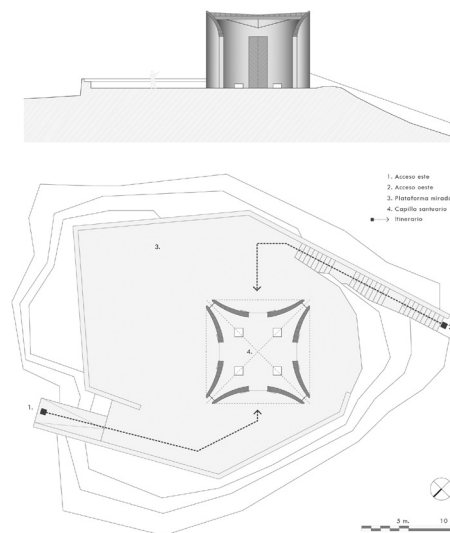 1. Acceso este
2. Acceso oeste
3. Plataforma mirad
4. Capilla santuario
Itinerario
3.
4.
1.
5 m.
10